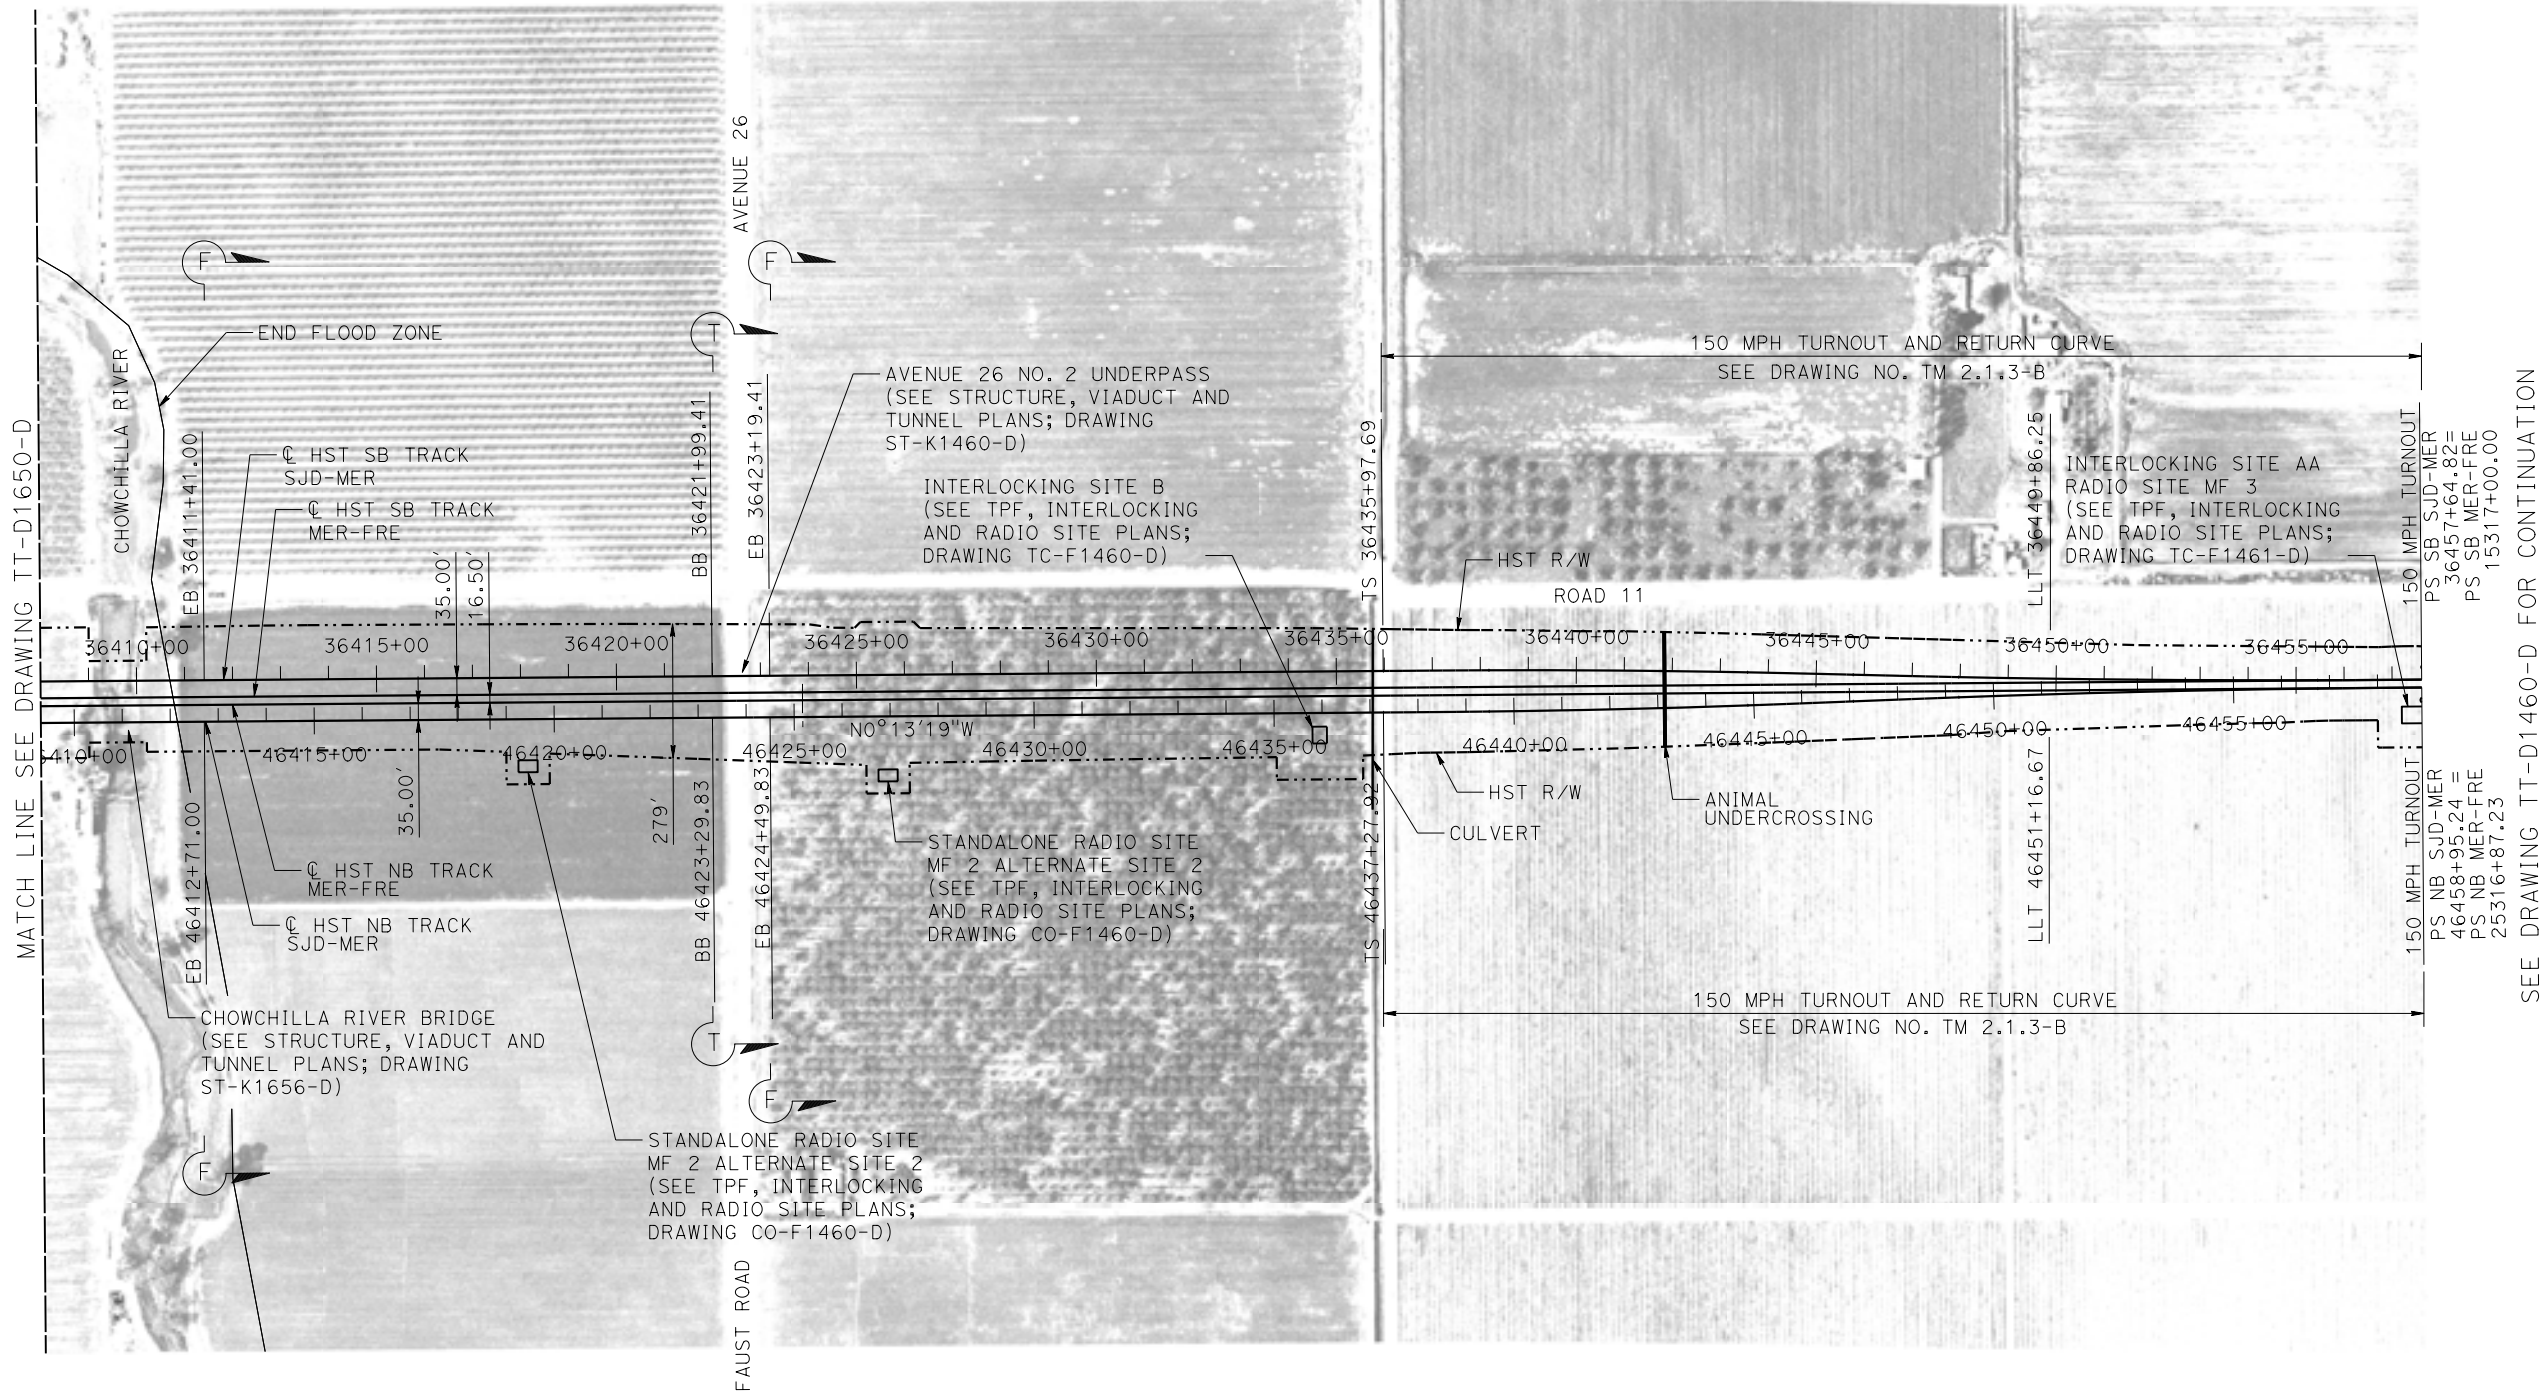 MATCH LINE SEE DRAWING TT-D1650-D
CHOWCHILLA RIVER
END FLOOD ZONE
F
F
T
AVENUE 26
EB 36411+41.00
℄ HST SB TRACK
SJD-MER
℄ HST SB TRACK
MER-FRE
35.00'
16.50'
BB 36421+99.41
EB 36423+19.41
AVENUE 26 NO. 2 UNDERPASS
(SEE STRUCTURE, VIADUCT AND
TUNNEL PLANS; DRAWING
ST-K1460-D)
INTERLOCKING SITE B
(SEE TPF, INTERLOCKING
AND RADIO SITE PLANS;
DRAWING TC-F1460-D)
TS 36435+97.69
150 MPH TURNOUT AND RETURN CURVE
SEE DRAWING NO. TM 2.1.3-B
HST R/W
ROAD 11
LLT 36449+86.25
INTERLOCKING SITE AA
RADIO SITE MF 3
(SEE TPF, INTERLOCKING
AND RADIO SITE PLANS;
DRAWING TC-F1461-D)
150 MPH TURNOUT
PS SB SJD-MER
36457+64.82=
PS SB MER-FRE
15317+00.00
36410+00
36415+00
36420+00
36425+00
36430+00
36435+00
36440+00
36445+00
36450+00
36455+00
N0°13'19"W
6410+00
46415+00
46420+00
46425+00
46430+00
46435+00
46440+00
46445+00
46450+00
46455+00
35.00'
279'
EB 46412+71.00
℄ HST NB TRACK
MER-FRE
℄ HST NB TRACK
SJD-MER
BB 46423+29.83
EB 46424+49.83
STANDALONE RADIO SITE
MF 2 ALTERNATE SITE 2
(SEE TPF, INTERLOCKING
AND RADIO SITE PLANS;
DRAWING CO-F1460-D)
TS 46437+27.92
HST R/W
CULVERT
ANIMAL
UNDERCROSSING
LLT 46451+16.67
150 MPH TURNOUT
PS NB SJD-MER
46458+95.24 =
PS NB MER-FRE
25316+87.23
150 MPH TURNOUT AND RETURN CURVE
SEE DRAWING NO. TM 2.1.3-B
CHOWCHILLA RIVER BRIDGE
(SEE STRUCTURE, VIADUCT AND
TUNNEL PLANS; DRAWING
ST-K1656-D)
T
F
F
STANDALONE RADIO SITE
MF 2 ALTERNATE SITE 2
(SEE TPF, INTERLOCKING
AND RADIO SITE PLANS;
DRAWING CO-F1460-D)
FAUST ROAD
SEE DRAWING TT-D1460-D FOR CONTINUATION